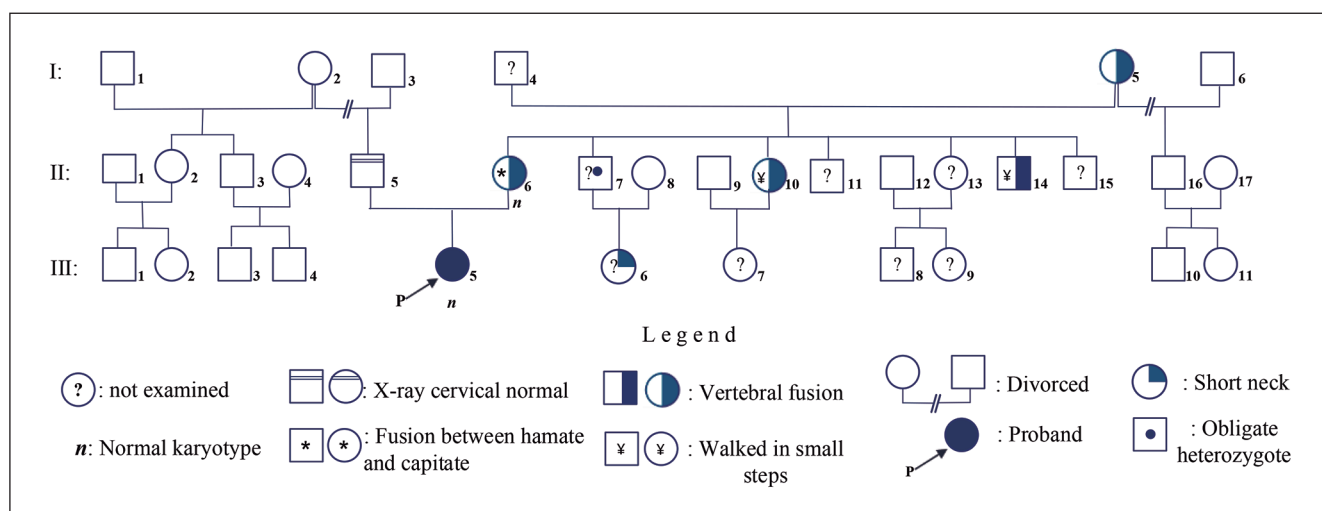 I:
1
2
3
?
4
5
6
II:
1
2
3
4
5
*
6
n
?
7
8
9
¥
10
?
11
12
?
13
¥
14
?
15
16
17
III:
1
2
3
4
P
5
n
?
6
?
7
?
8
?
9
10
11
Legend
? : not examined
: X-ray cervical normal
: Vertebral fusion
: Divorced
: Short neck
n: Normal karyotype
* * : Fusion between hamate
and capitate
¥ ¥ : Walked in small
steps
P : Proband
: Obligate
heterozygote